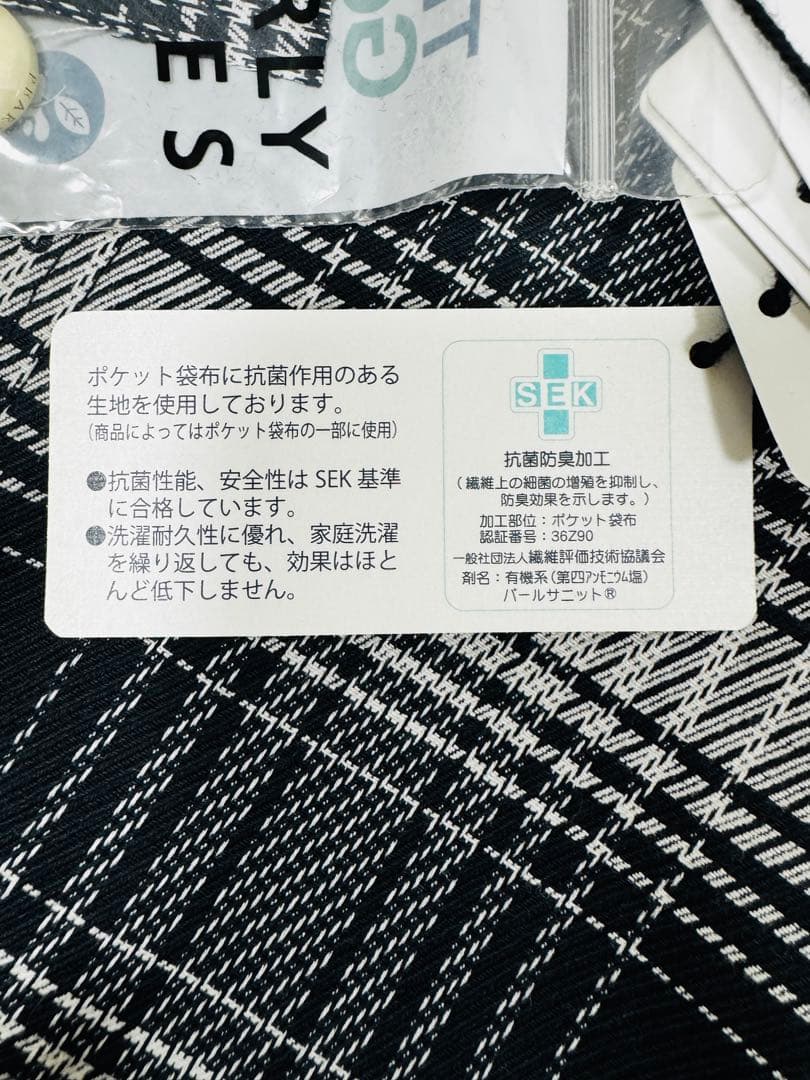 RLY
ES
IT
ポケット袋布に抗菌作用のある
生地を使用しております。
(商品によってはポケット袋布の一部に使用)
●抗菌性能、安全性は SEK 基準
に合格しています。
●洗濯耐久性に優れ、家庭洗濯
を繰り返しても、効果はほと
んど低下しません。
SEK
抗菌防臭加工
(繊維上の細菌の増殖を抑制し、
防臭効果を示します。)
加工部位：ポケット袋布
認証番号：36Z90
一般社団法人繊維評価技術協議会
剤名：有機系(第四アンモニウム塩)
パールサニット®